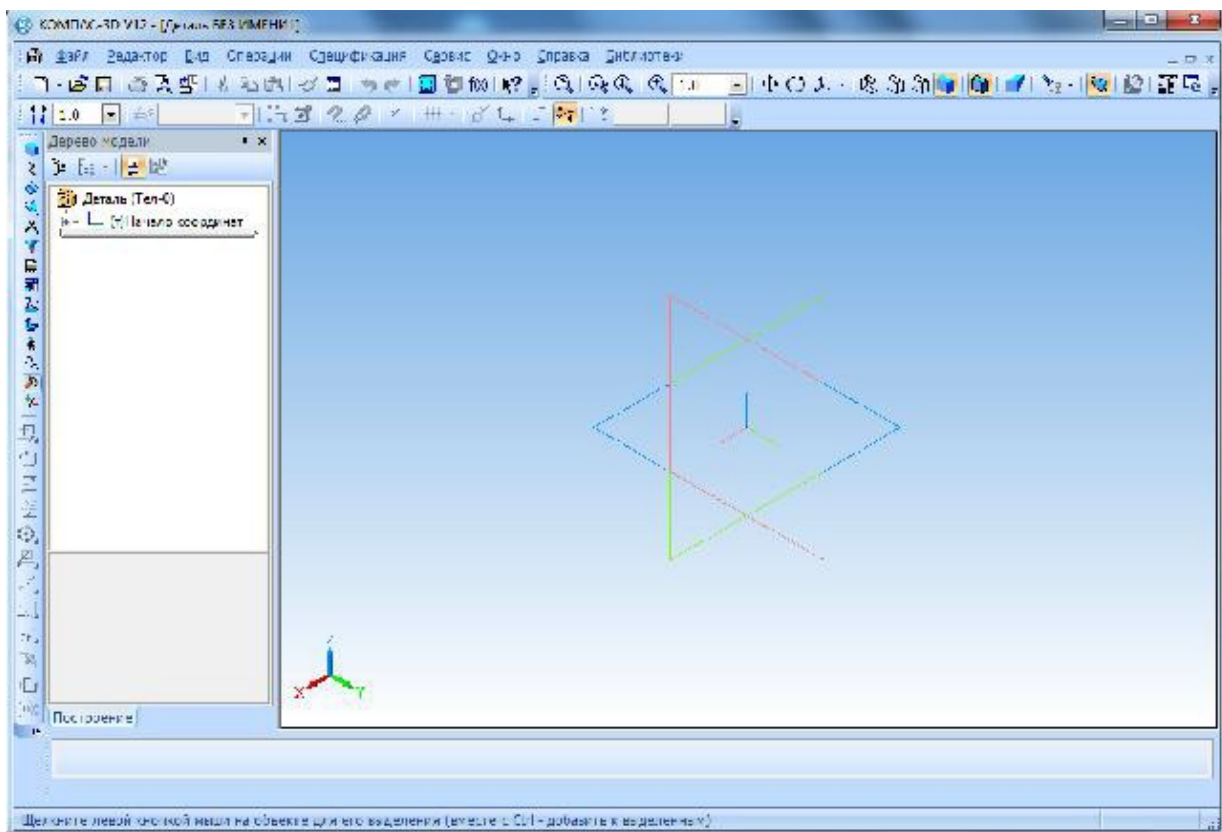 КОМПАС-3D V12 - [Деталь БЕЗ ИМЕНИ1]
Файл Редактор Вид Операции Спецификация Сервис Окно Справка Библиотеки
1.0
1.0
Дерево модели
Деталь (Тел-0)
(т)Начало координат
Z
X
Y
Построение
Щелкните левой кнопкой мыши на объекте для его выделения (вместе с Ctrl - добавить к выделенным)